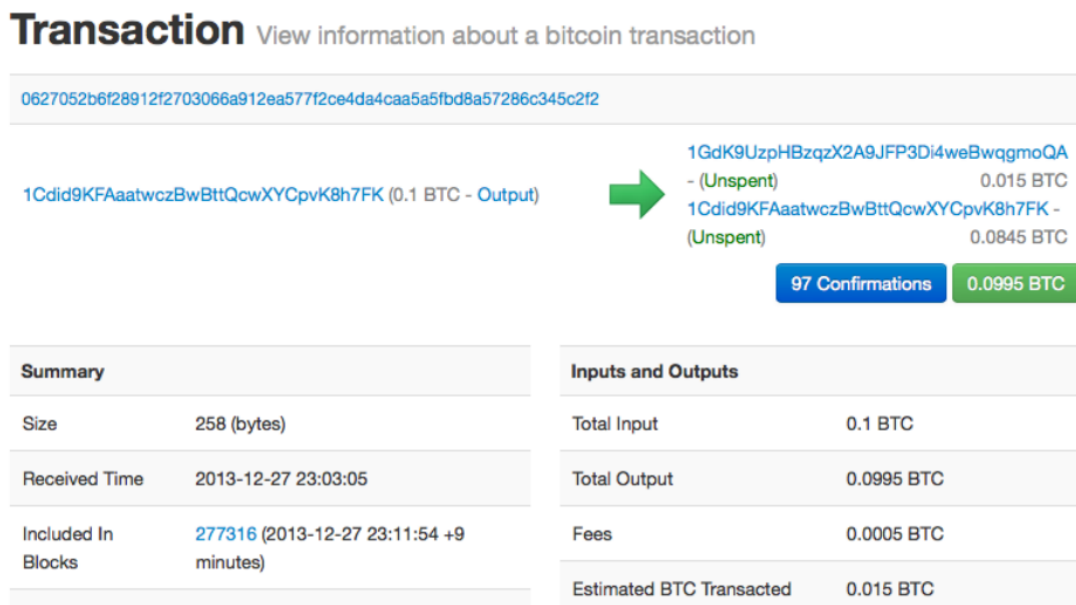 Transaction View information about a bitcoin transaction
0627052b6f28912f2703066a912ea577f2ce4da4caa5a5fbd8a57286c345c2f2
1Cdid9KFAaatwczBwBttQcwXYCpvK8h7FK (0.1 BTC - Output)
1GdK9UzpHBzqzX2A9JFP3Di4weBwqgmoQA
- (Unspent) 0.015 BTC
1Cdid9KFAaatwczBwBttQcwXYCpvK8h7FK -
(Unspent) 0.0845 BTC
97 Confirmations 0.0995 BTC
Summary
Size 258 (bytes)
Received Time 2013-12-27 23:03:05
Included In 277316 (2013-12-27 23:11:54 +9
Blocks minutes)
Inputs and Outputs
Total Input 0.1 BTC
Total Output 0.0995 BTC
Fees 0.0005 BTC
Estimated BTC Transacted 0.015 BTC